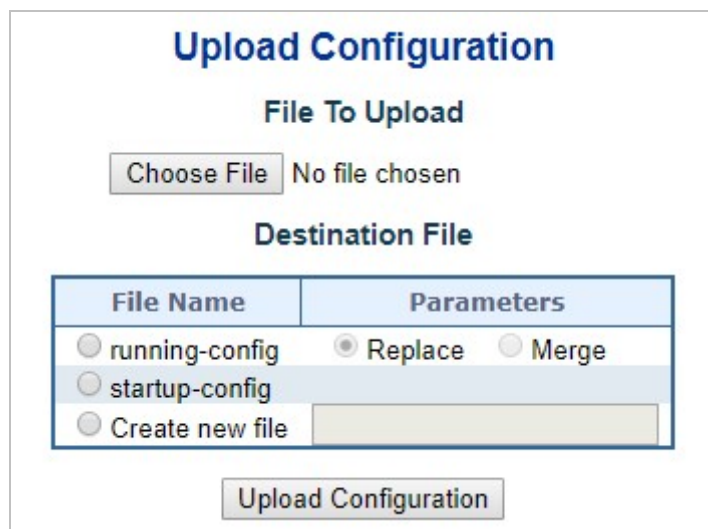 Upload Configuration
File To Upload
Choose File No file chosen
Destination File
File Name Parameters
running-config Replace Merge
startup-config
Create new file
Upload Configuration